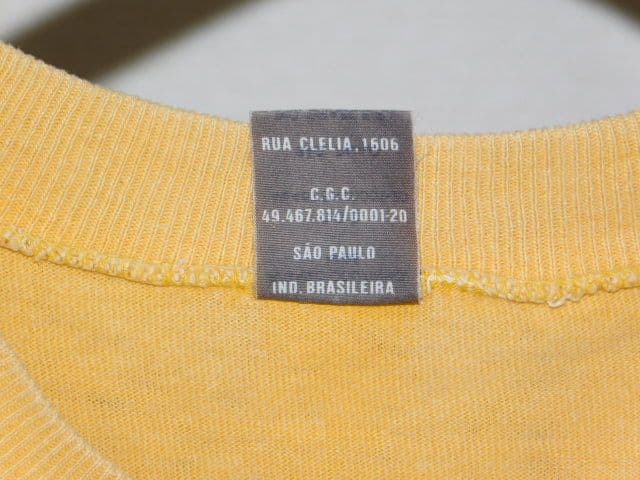 RUA CLELIA, 1606
C.G.C.
49.467.814/0001-20
SÃO PAULO
IND. BRASILEIRA